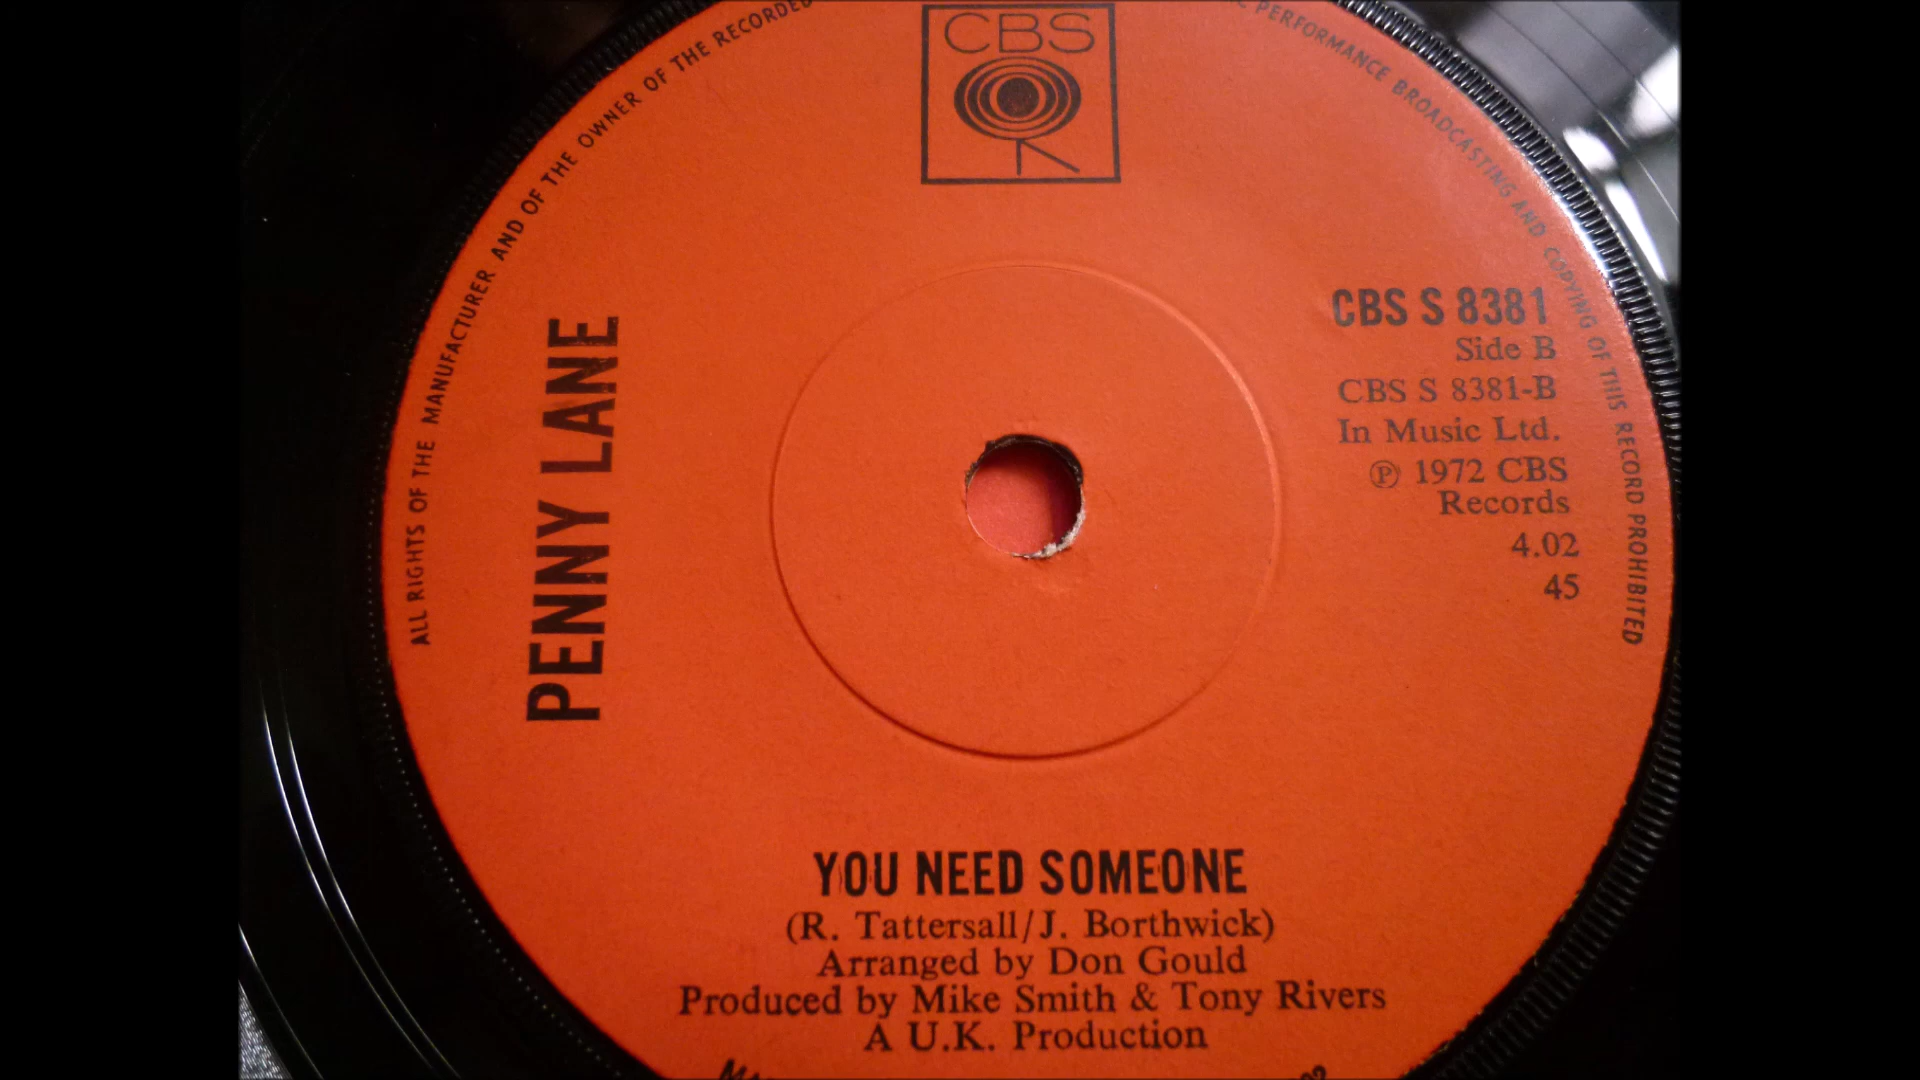 CBS
ALL RIGHTS OF THE MANUFACTURER AND OF THE OWNER OF THE RECORDED
PERFORMANCE BROADCASTING AND COPYING OF THIS RECORD PROHIBITED
PENNY LANE
CBS S 8381
Side B
CBS S 8381-B
In Music Ltd.
℗ 1972 CBS
Records
4.02
45
YOU NEED SOMEONE
(R. Tattersall/J. Borthwick)
Arranged by Don Gould
Produced by Mike Smith & Tony Rivers
A U.K. Production